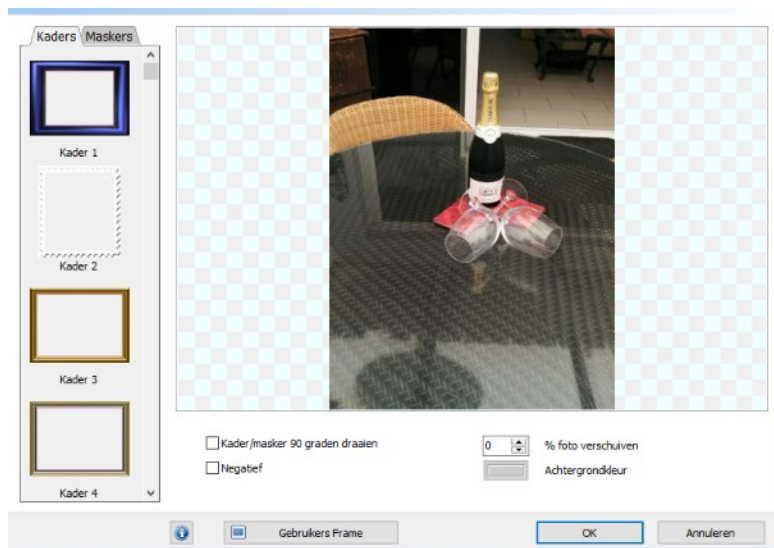 Kaders Maskers
Kader 1
Kader 2
Kader 3
Kader 4
Kader/masker 90 graden draaien
0 % foto verschuiven
Negatief
Achtergrondkleur
Gebruikers Frame
OK
Annuleren